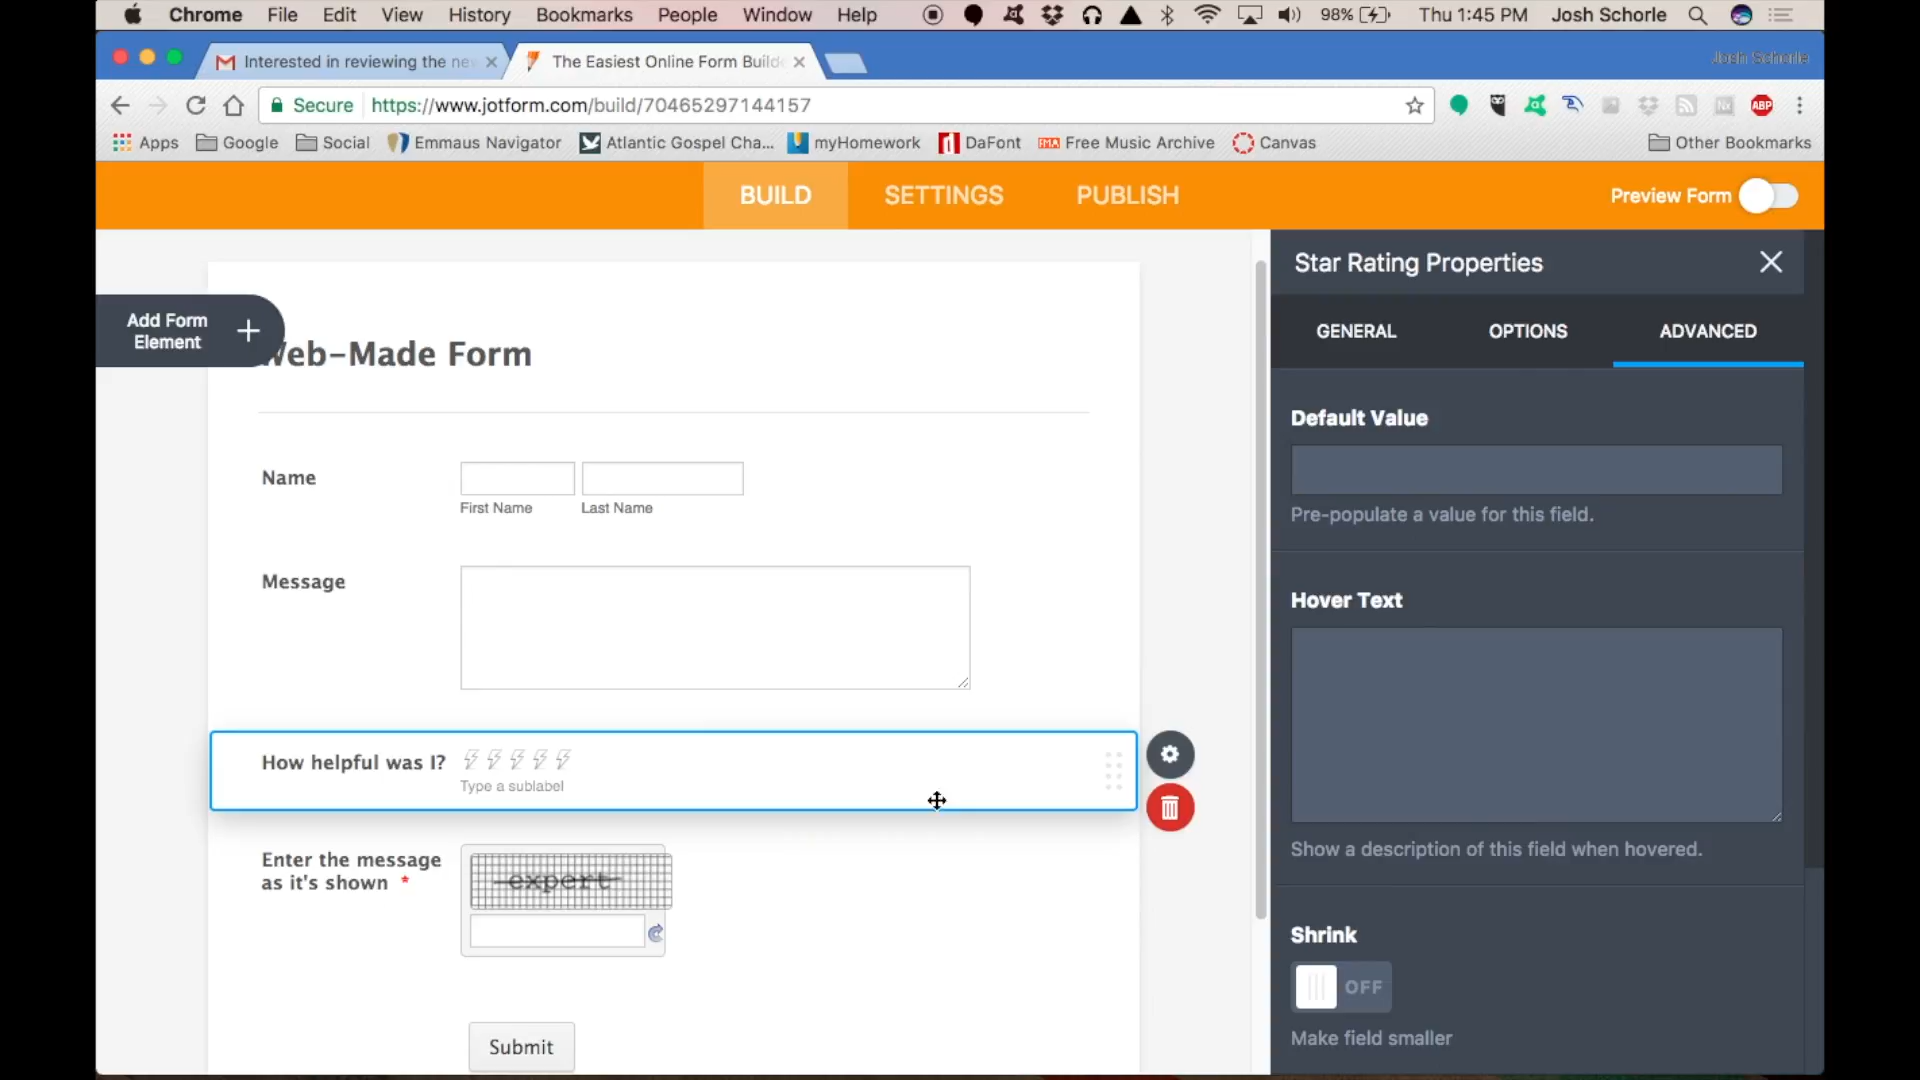 Chrome File Edit View History Bookmarks People Window Help 98% Thu 1:45 PM Josh Schorle
Interested in reviewing the ne
The Easiest Online Form Builde
Josh Schorle
Secure https://www.jotform.com/build/70465297144157
ABP
Apps Google Social Emmaus Navigator Atlantic Gospel Cha... myHomework DaFont FMA Free Music Archive Canvas Other Bookmarks
BUILD SETTINGS PUBLISH Preview Form
Add Form
Element
Web-Made Form
Name
First Name Last Name
Message
How helpful was I?
Type a sublabel
Enter the message
as it's shown *
expert
Submit
Star Rating Properties
GENERAL OPTIONS ADVANCED
Default Value
Pre-populate a value for this field.
Hover Text
Show a description of this field when hovered.
Shrink
OFF
Make field smaller